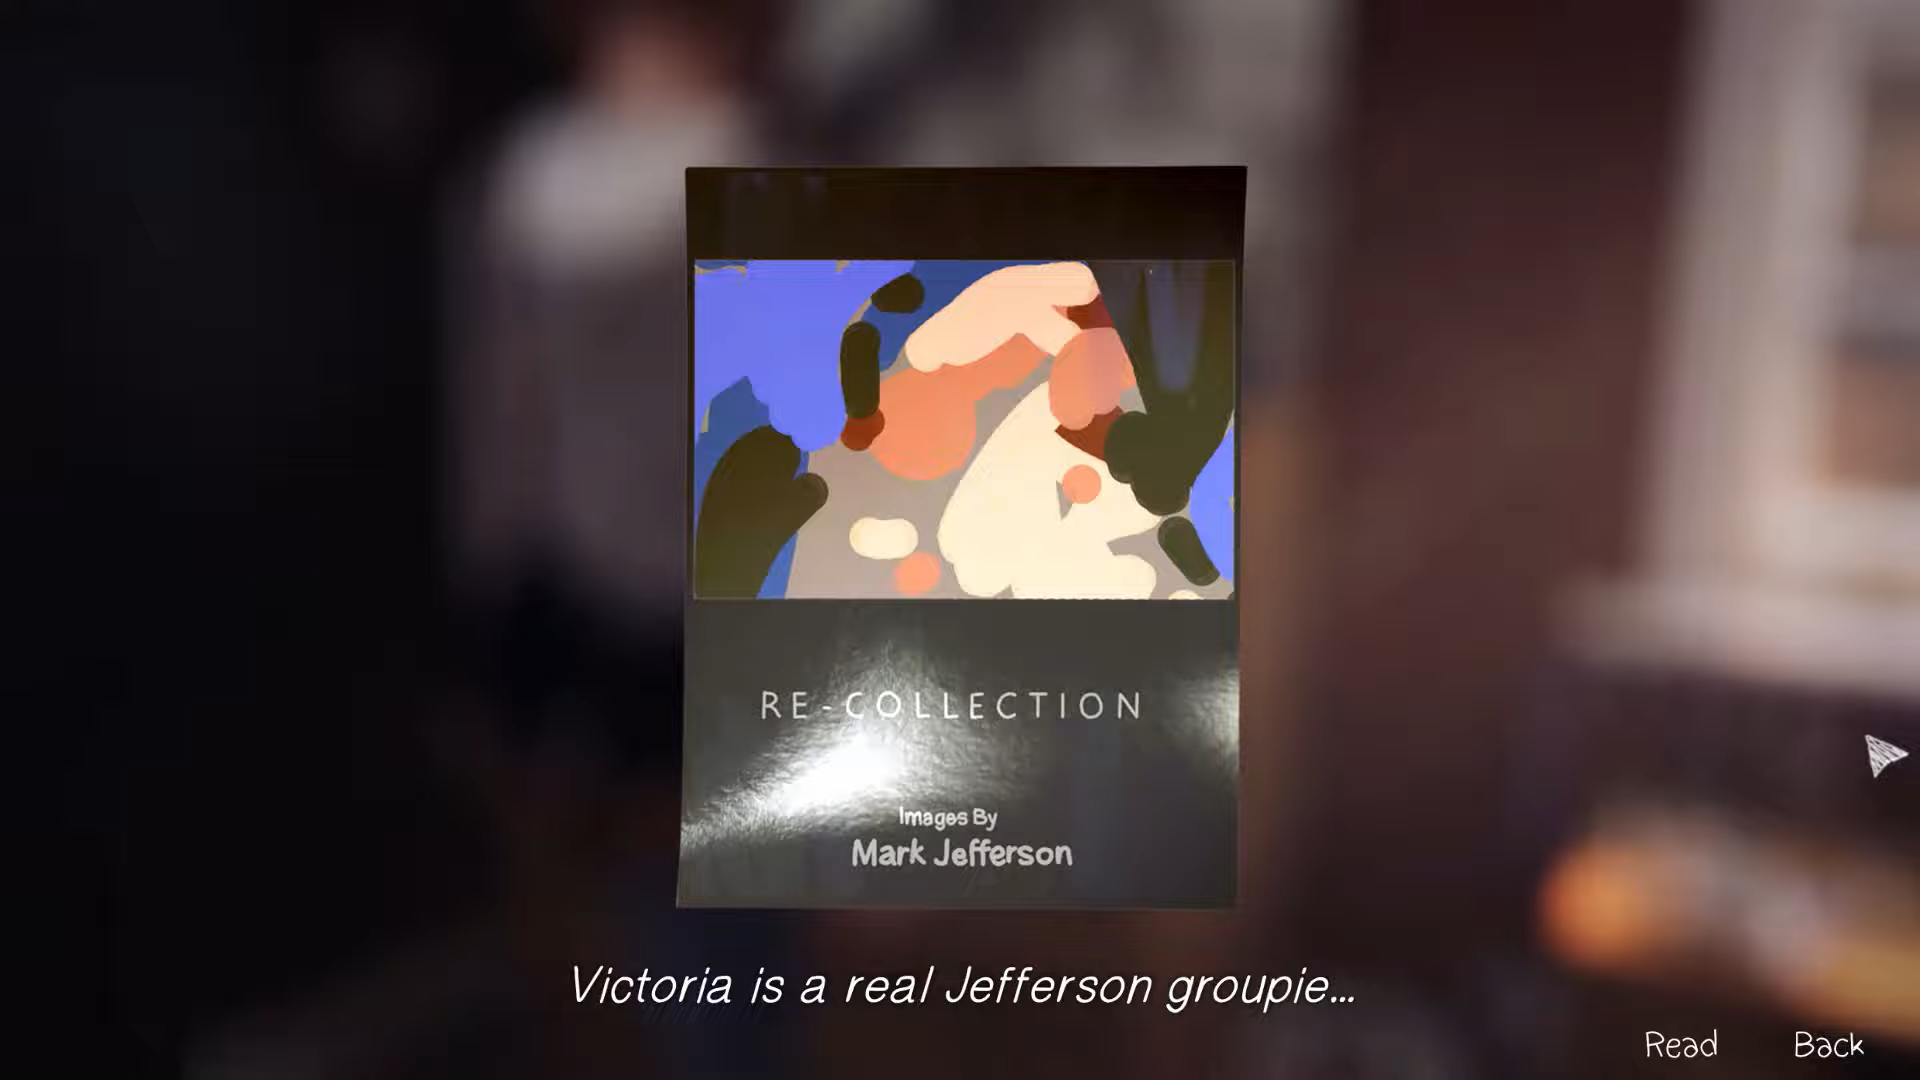 RE-COLLECTION
Images By
Mark Jefferson
Victoria is a real Jefferson groupie...
Read
Back